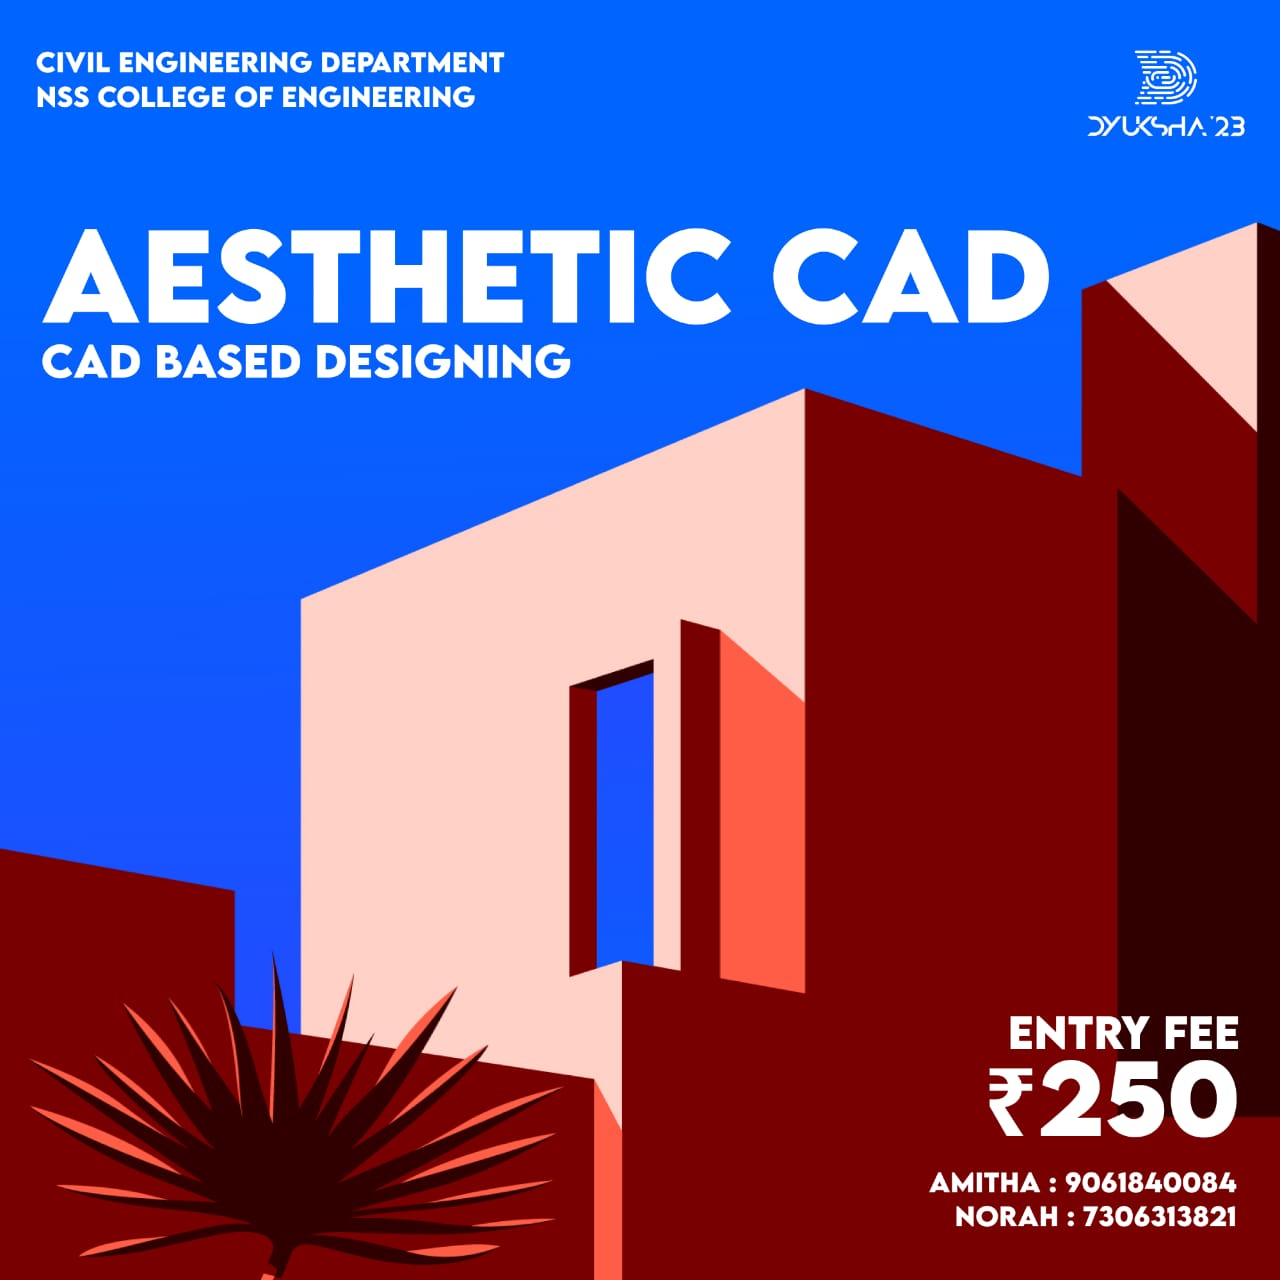 CIVIL ENGINEERING DEPARTMENT
NSS COLLEGE OF ENGINEERING
DYUKSHA '23
AESTHETIC CAD
CAD BASED DESIGNING
ENTRY FEE
₹250
AMITHA : 9061840084
NORAH : 7306313821